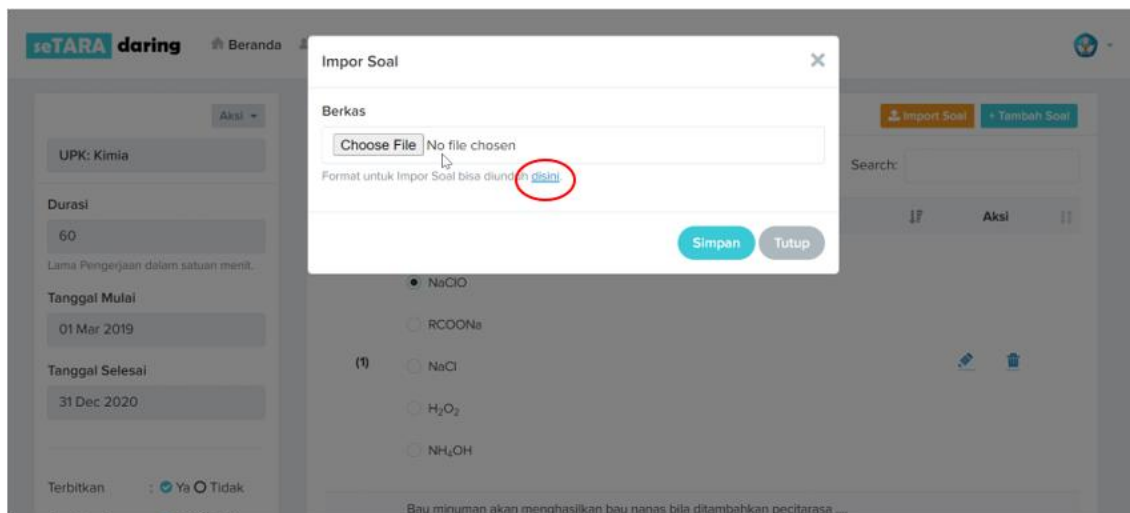 seTARA daring
Beranda
Impor Soal
×
Aksi
Berkas
Import Soal
+ Tambah Soal
UPK: Kimia
Choose File No file chosen
Search:
Format untuk Impor Soal bisa diunduh disini.
Durasi
Aksi
60
Simpan
Tutup
Lama Pengerjaan dalam satuan menit.
NaClO
Tanggal Mulai
01 Mar 2019
RCOONa
(1)
NaCl
Tanggal Selesai
31 Dec 2020
H₂O₂
NH₄OH
Terbitkan : Ya Tidak
Bau minuman akan menghasilkan bau nanas bila ditambahkan pecitarasa ....